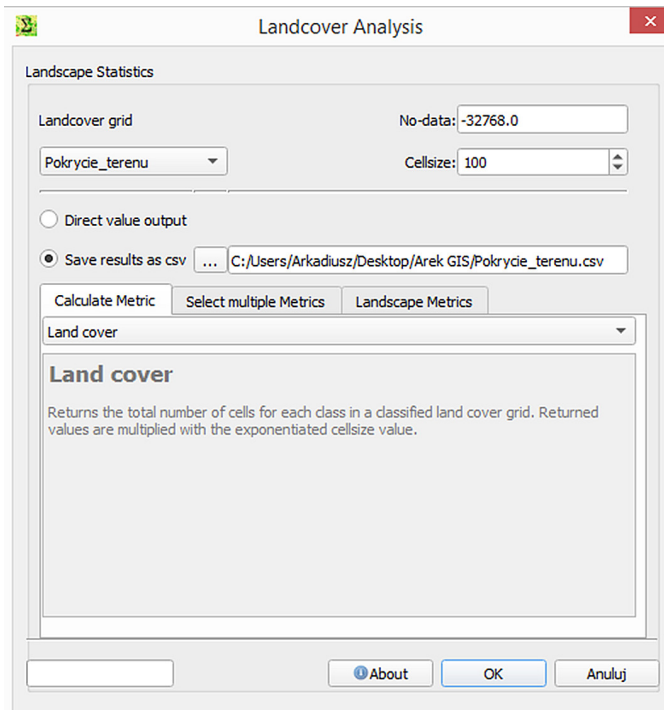 Landcover Analysis
Landscape Statistics
Landcover grid
No-data: -32768.0
Pokrycie_terenu
Cellsize: 100
Direct value output
Save results as csv ... C:/Users/Arkadiusz/Desktop/Arek GIS/Pokrycie_terenu.csv
Calculate Metric Select multiple Metrics Landscape Metrics
Land cover
Land cover
Returns the total number of cells for each class in a classified land cover grid. Returned
values are multiplied with the exponentiated cellsize value.
About OK Anuluj